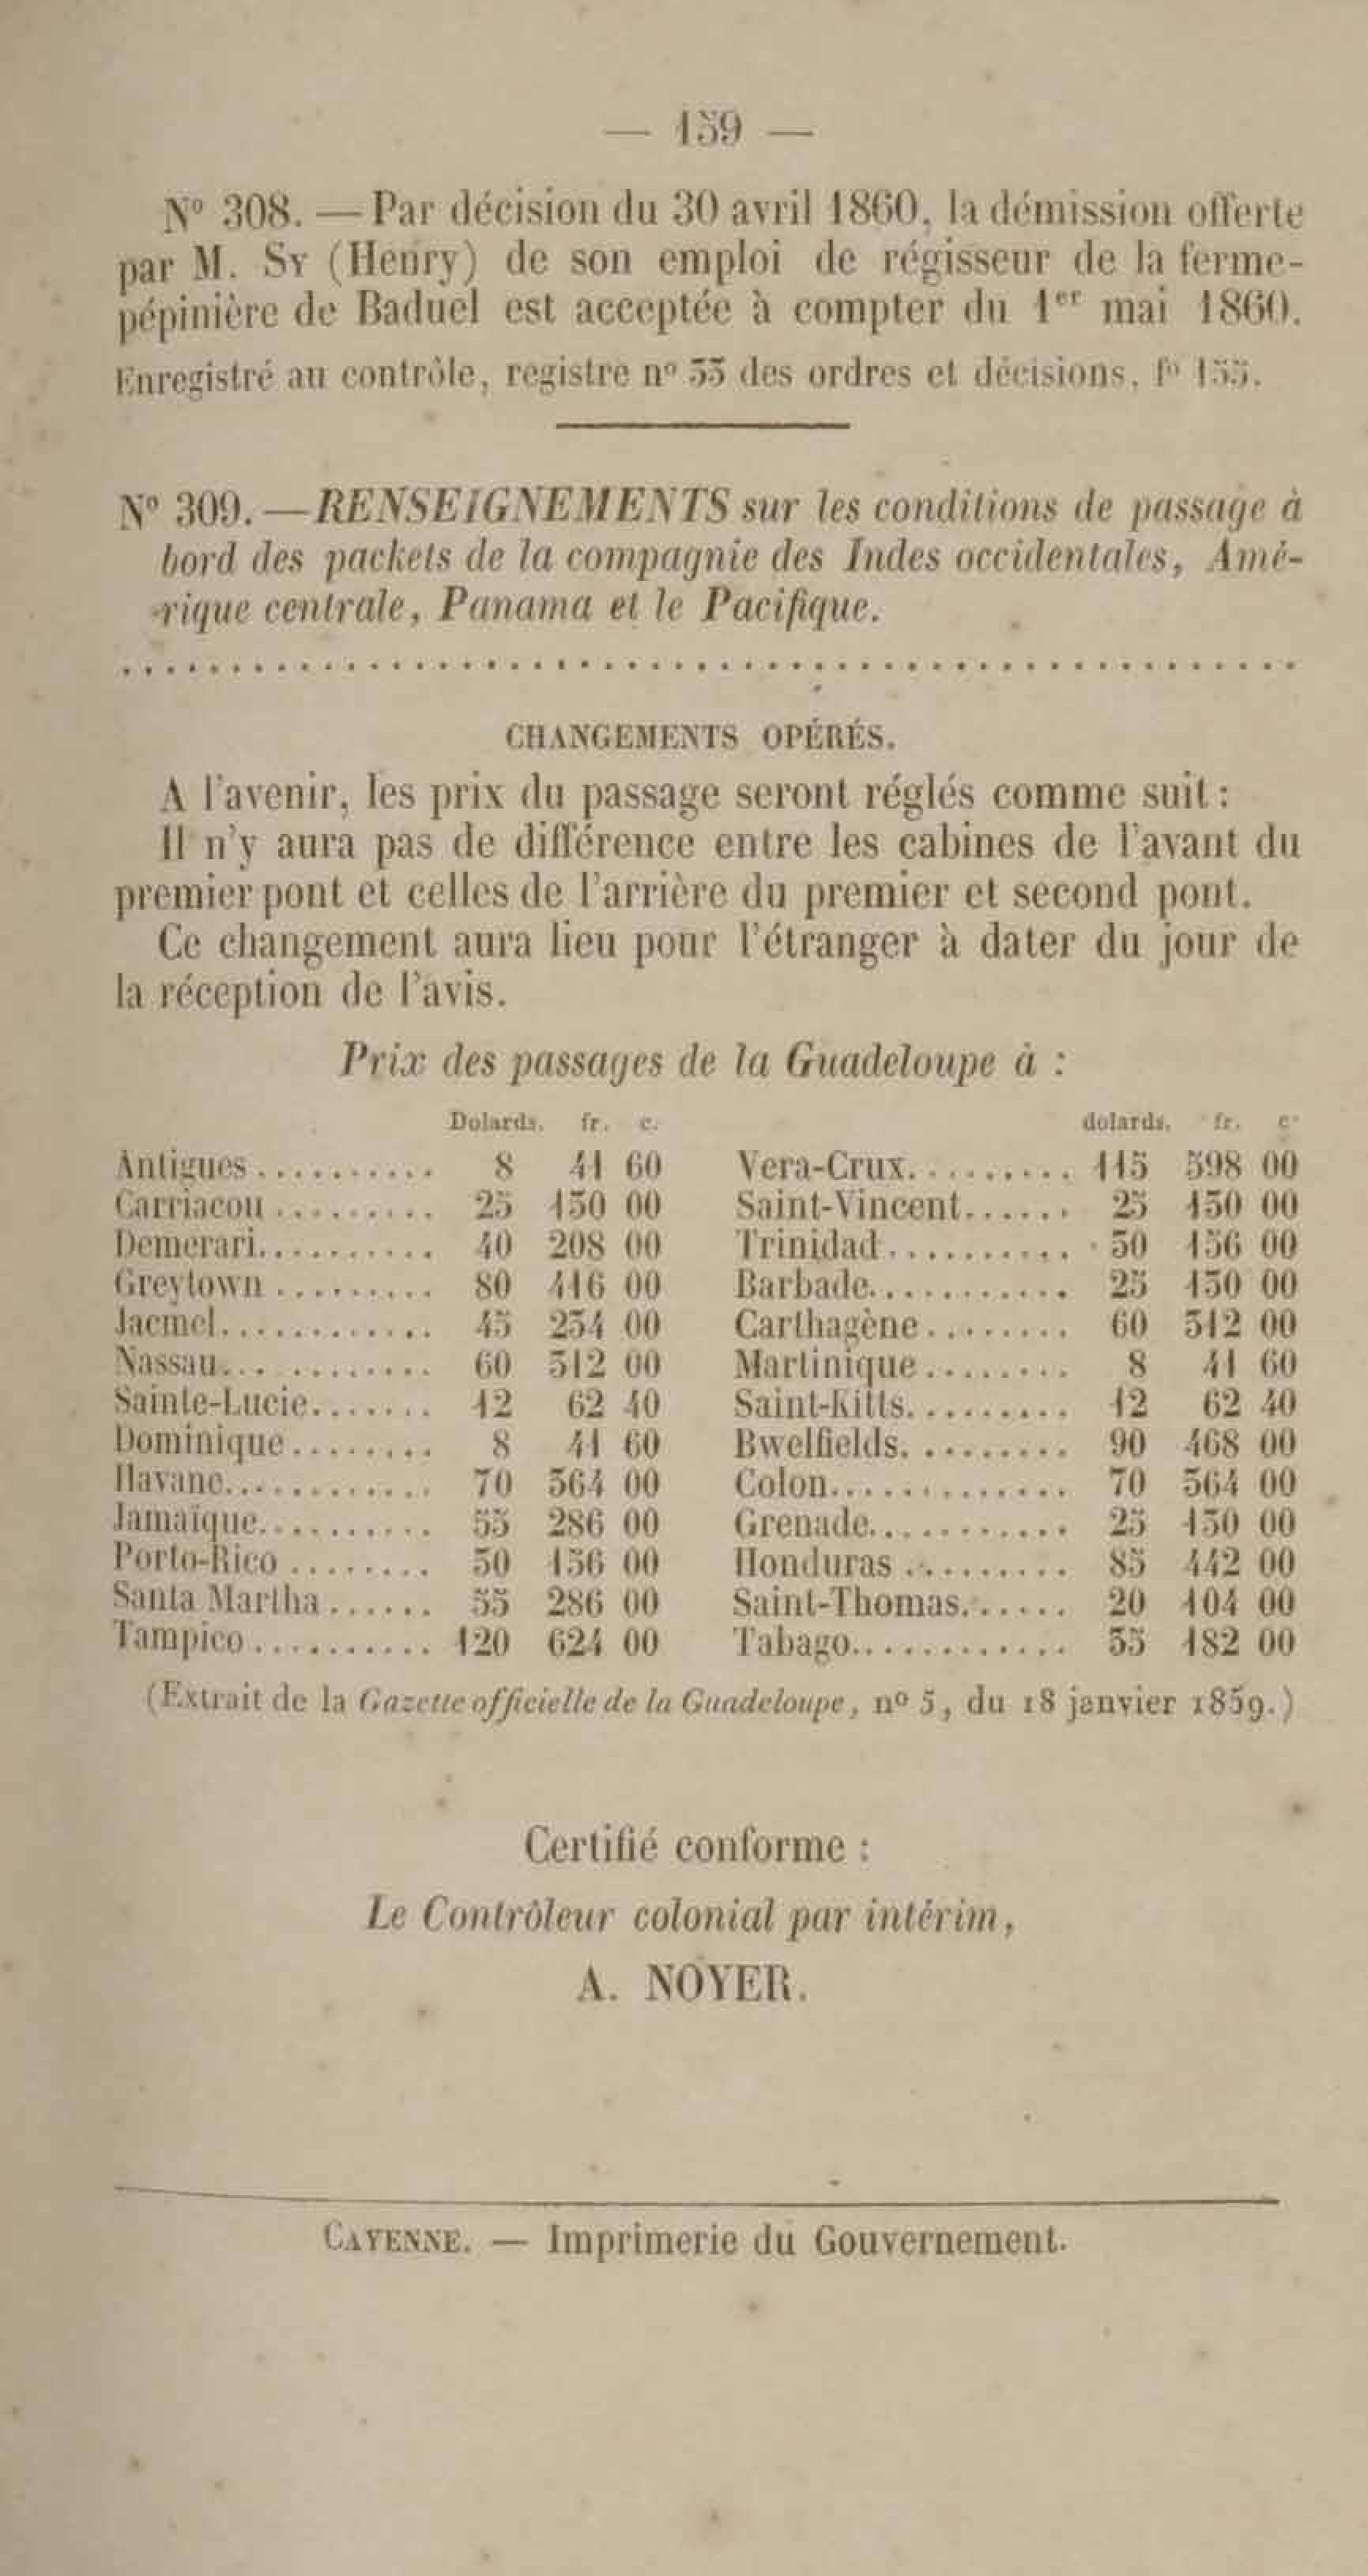 — 159 —
N° 308. — Par décision du 30 avril 1860, la démission offerte
par M. Sy (Henry) de son emploi de régisseur de la ferme-
pépinière de Baduel est acceptée à compter du 1er mai 1860.
Enregistré au contrôle, registre n° 53 des ordres et décisions, f° 155.
N° 309. — RENSEIGNEMENTS sur les conditions de passage à
bord des packets de la compagnie des Indes occidentales, Amé-
rique centrale, Panama et le Pacifique.
CHANGEMENTS OPÉRÉS.
A l'avenir, les prix du passage seront réglés comme suit :
Il n'y aura pas de différence entre les cabines de l'avant du
premier pont et celles de l'arrière du premier et second pont.
Ce changement aura lieu pour l'étranger à dater du jour de
la réception de l'avis.
Prix des passages de la Guadeloupe à :
Dolards. fr. c. dolards. fr. c.
Antigues.......... 8 41 60 Vera-Crux.......... 115 598 00
Carriacou......... 25 130 00 Saint-Vincent...... 25 130 00
Demerari.......... 40 208 00 Trinidad.......... 30 156 00
Greytown......... 80 416 00 Barbade........... 25 130 00
Jacmel............ 45 234 00 Carthagène........ 60 312 00
Nassau............ 60 312 00 Martinique........ 8 41 60
Sainte-Lucie....... 12 62 40 Saint-Kitts......... 12 62 40
Dominique........ 8 41 60 Bwelfields.......... 90 468 00
Havane............ 70 364 00 Colon............. 70 364 00
Jamaïque.......... 55 286 00 Grenade........... 25 130 00
Porto-Rico........ 30 156 00 Honduras......... 85 442 00
Santa Martha...... 55 286 00 Saint-Thomas...... 20 104 00
Tampico.......... 120 624 00 Tabago............ 35 182 00
(Extrait de la Gazette officielle de la Guadeloupe, n° 5, du 18 janvier 1859.)
Certifié conforme :
Le Contrôleur colonial par intérim,
A. NOYER.
CAYENNE. — Imprimerie du Gouvernement.